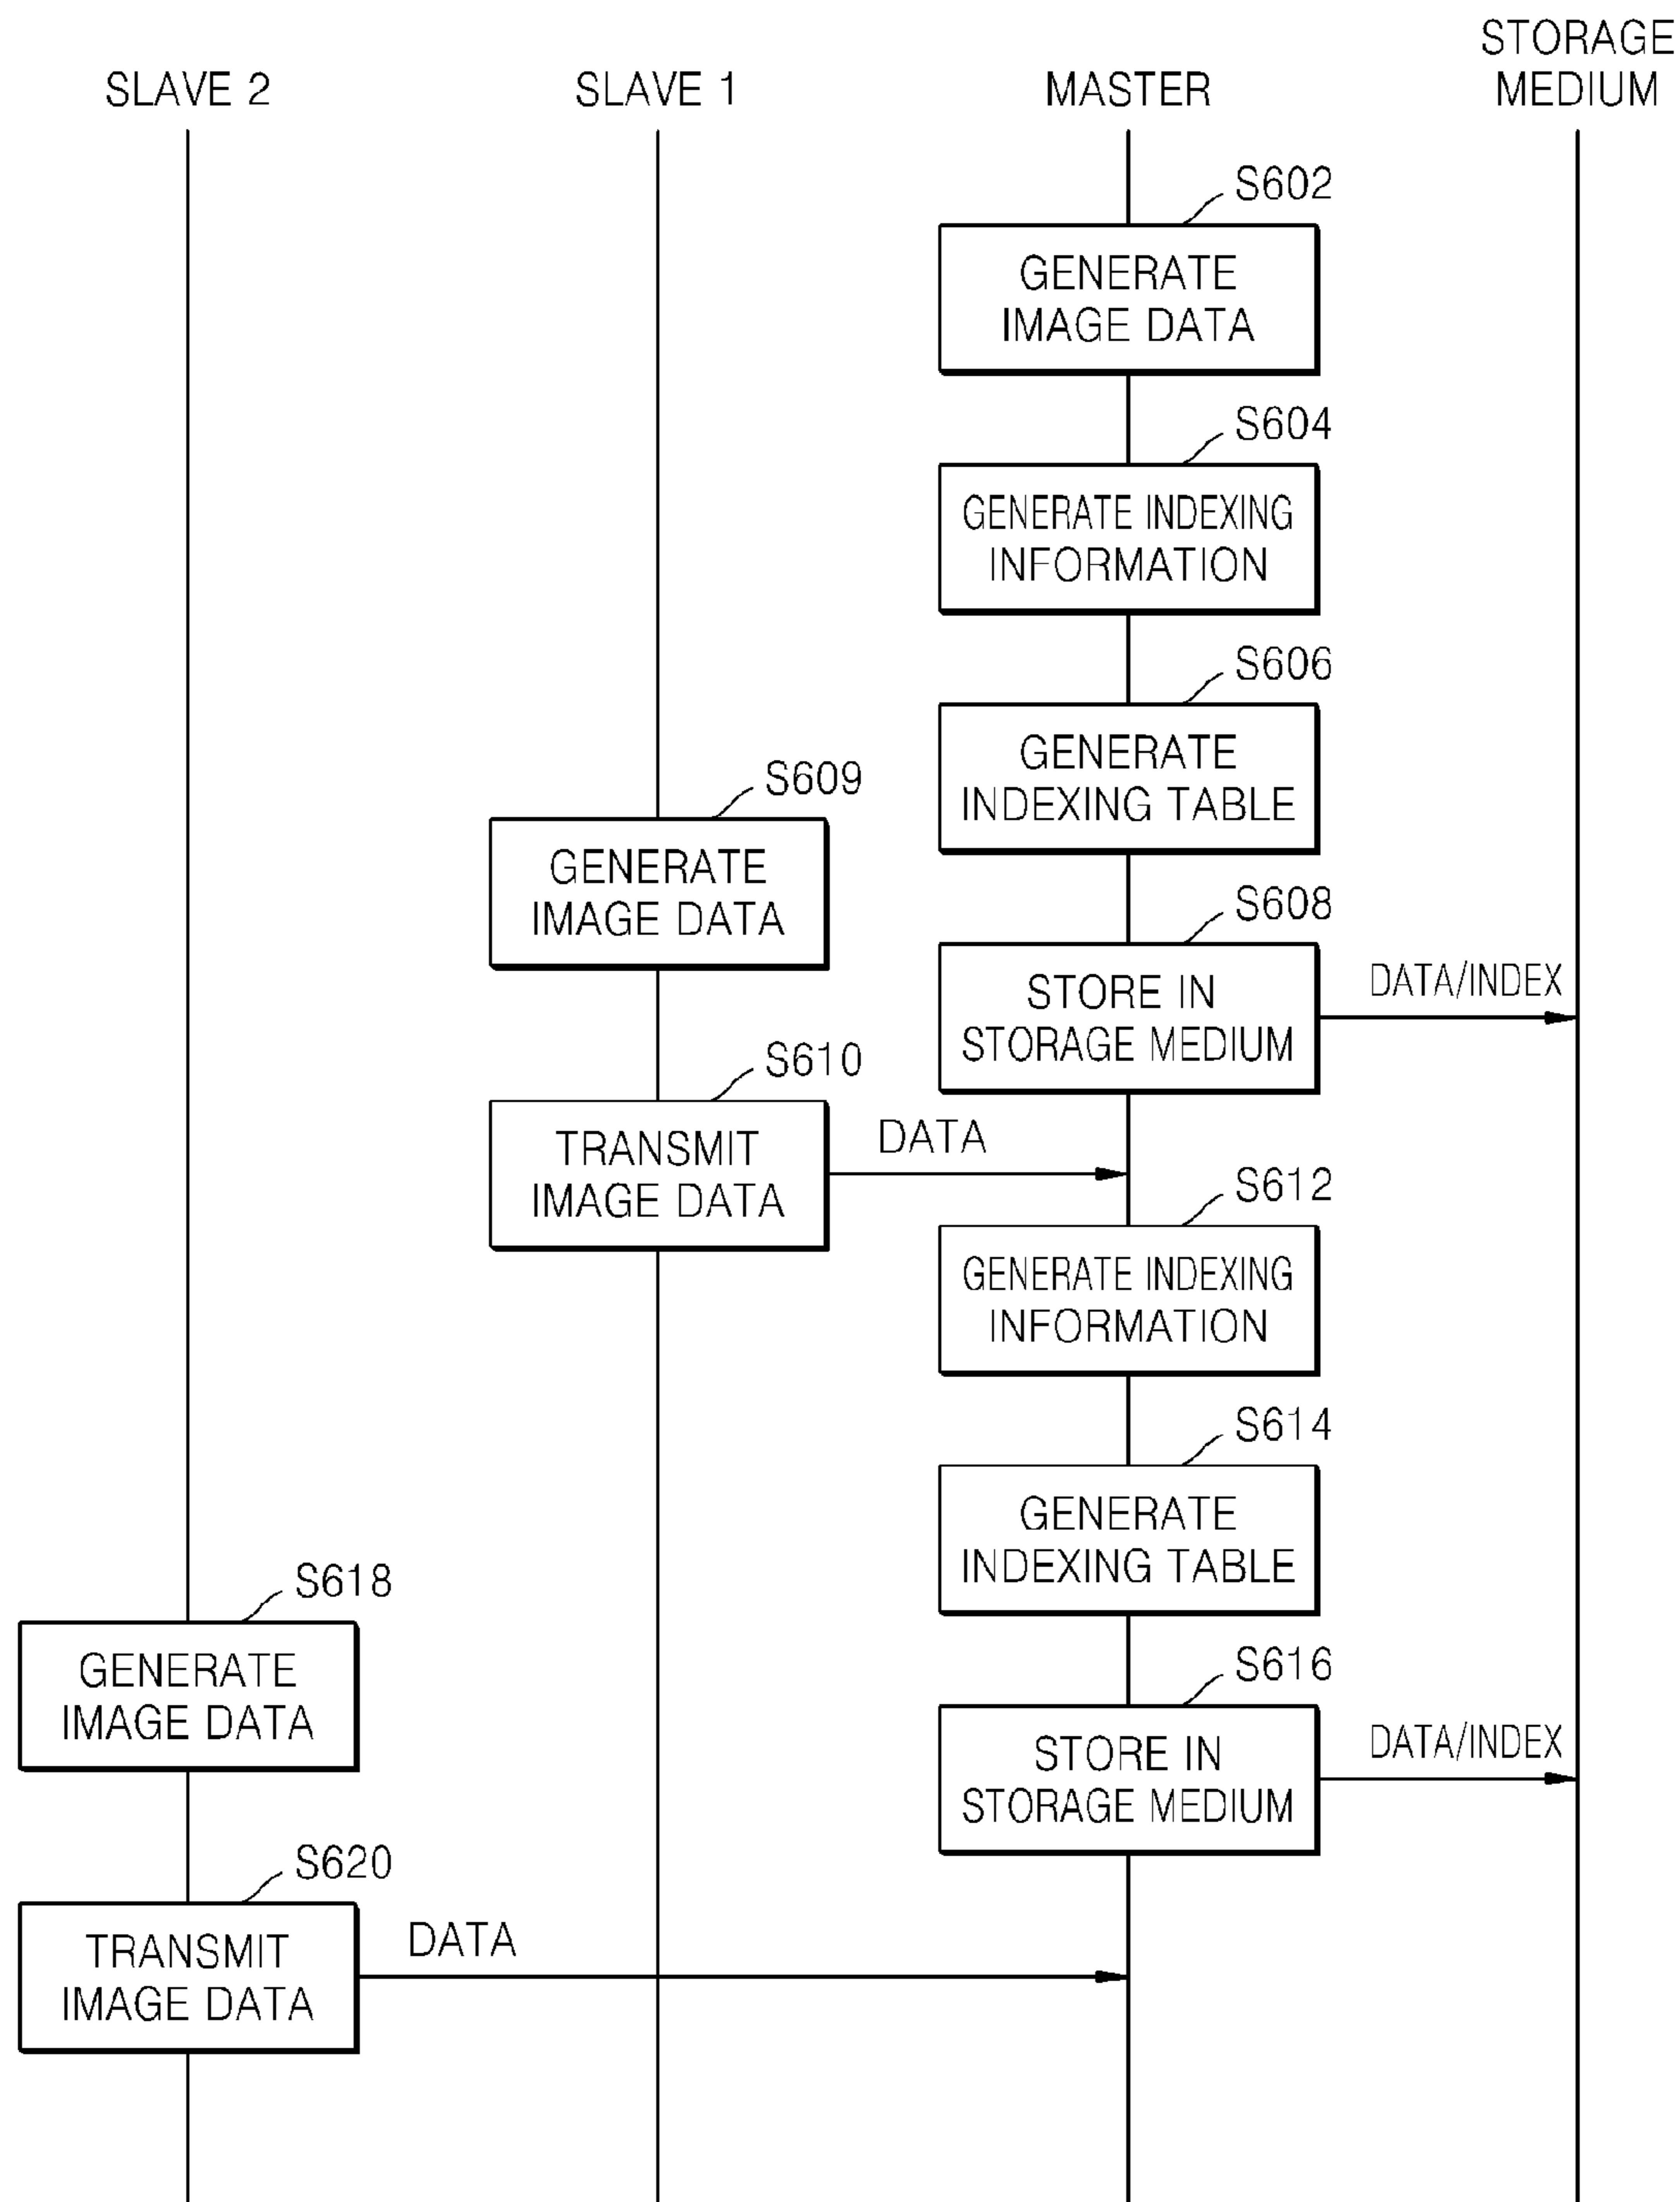 SLAVE 2
SLAVE 1
MASTER
STORAGE
MEDIUM
S602
GENERATE
IMAGE DATA
S604
GENERATE INDEXING
INFORMATION
S606
GENERATE
INDEXING TABLE
S609
GENERATE
IMAGE DATA
S608
STORE IN
STORAGE MEDIUM
DATA/INDEX
S610
TRANSMIT
IMAGE DATA
DATA
S612
GENERATE INDEXING
INFORMATION
S614
GENERATE
INDEXING TABLE
S618
GENERATE
IMAGE DATA
S616
STORE IN
STORAGE MEDIUM
DATA/INDEX
S620
TRANSMIT
IMAGE DATA
DATA